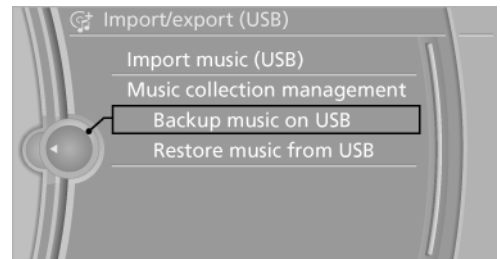 Import/export (USB)
Import music (USB)
Music collection management
Backup music on USB
Restore music from USB